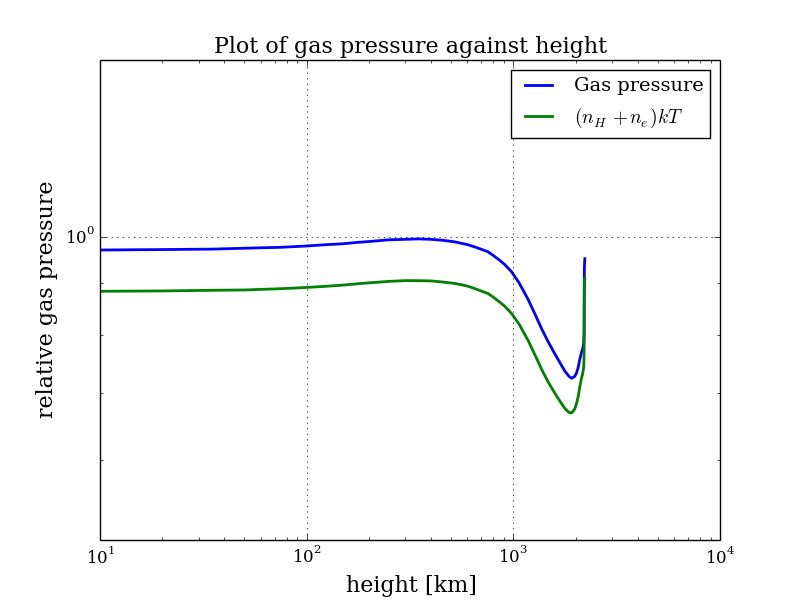 Plot of gas pressure against height
Gas pressure
$(n_H + n_e)kT$
relative gas pressure
$10^0$
$10^1$ $10^2$ $10^3$ $10^4$
height [km]